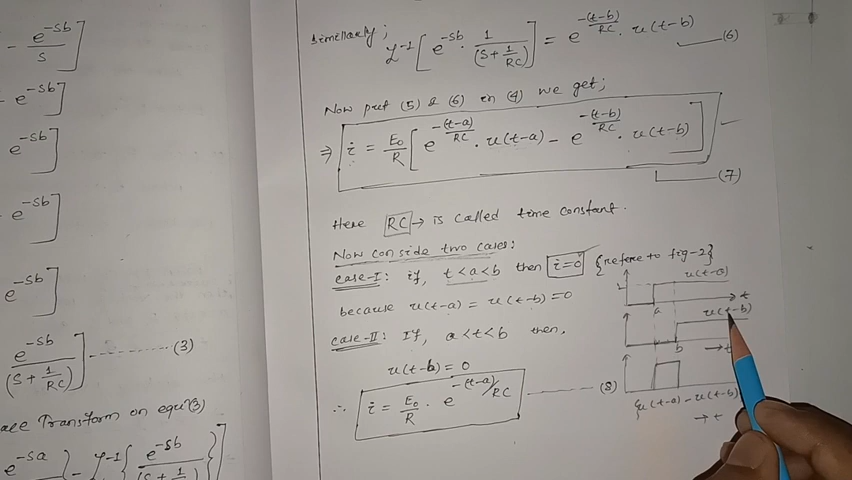 - e^-sb / s ]
e^-sb ]
e^-sb ]
- e^-sb ]
e^-sb ]
e^-sb / (s + 1/RC) ] --------- (3)
Transform on equ(3)
e^-sa } - L^-1 { e^-sb / (s + 1/ } ]
Similarly;
L^-1 [ e^-sb . 1/(s + 1/RC) ] = e^-(t-b)/RC . u(t-b) —— (6)
Now put (5) & (6) in (4) we get;
⇒ i = E₀/R [ e^-(t-a)/RC . u(t-a) - e^-(t-b)/RC . u(t-b) ]
—— (7)
Here RC → is called time constant.
Now conside two cases:
case-I: if, t<a<b then i=0 {refere to fig-2}
because u(t-a) = u(t-b) = 0
case-II: If, a<t<b then,
u(t-b) = 0
∴ i = E₀/R . e^-(t-a)/RC -------- (8)
u(t-a)
a
t
u(t-b)
b
→ t
{u(t-a) - u(t-b)
→ t